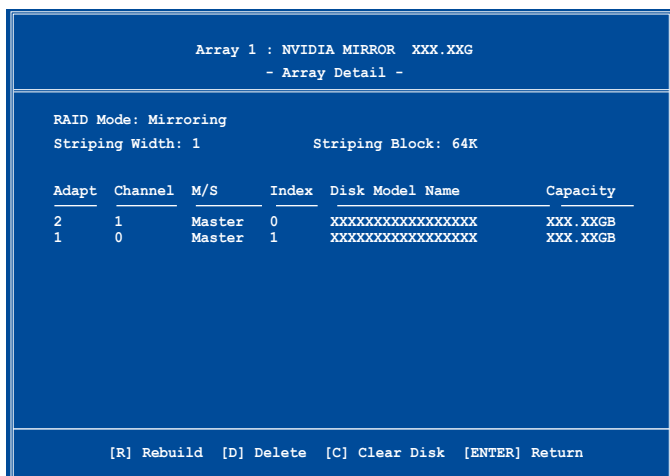 Array 1 : NVIDIA MIRROR XXX.XXG
- Array Detail -
RAID Mode: Mirroring
Striping Width: 1 Striping Block: 64K
Adapt Channel M/S Index Disk Model Name Capacity
2 1 Master 0 XXXXXXXXXXXXXXXXX XXX.XXGB
1 0 Master 1 XXXXXXXXXXXXXXXXX XXX.XXGB
[R] Rebuild [D] Delete [C] Clear Disk [ENTER] Return